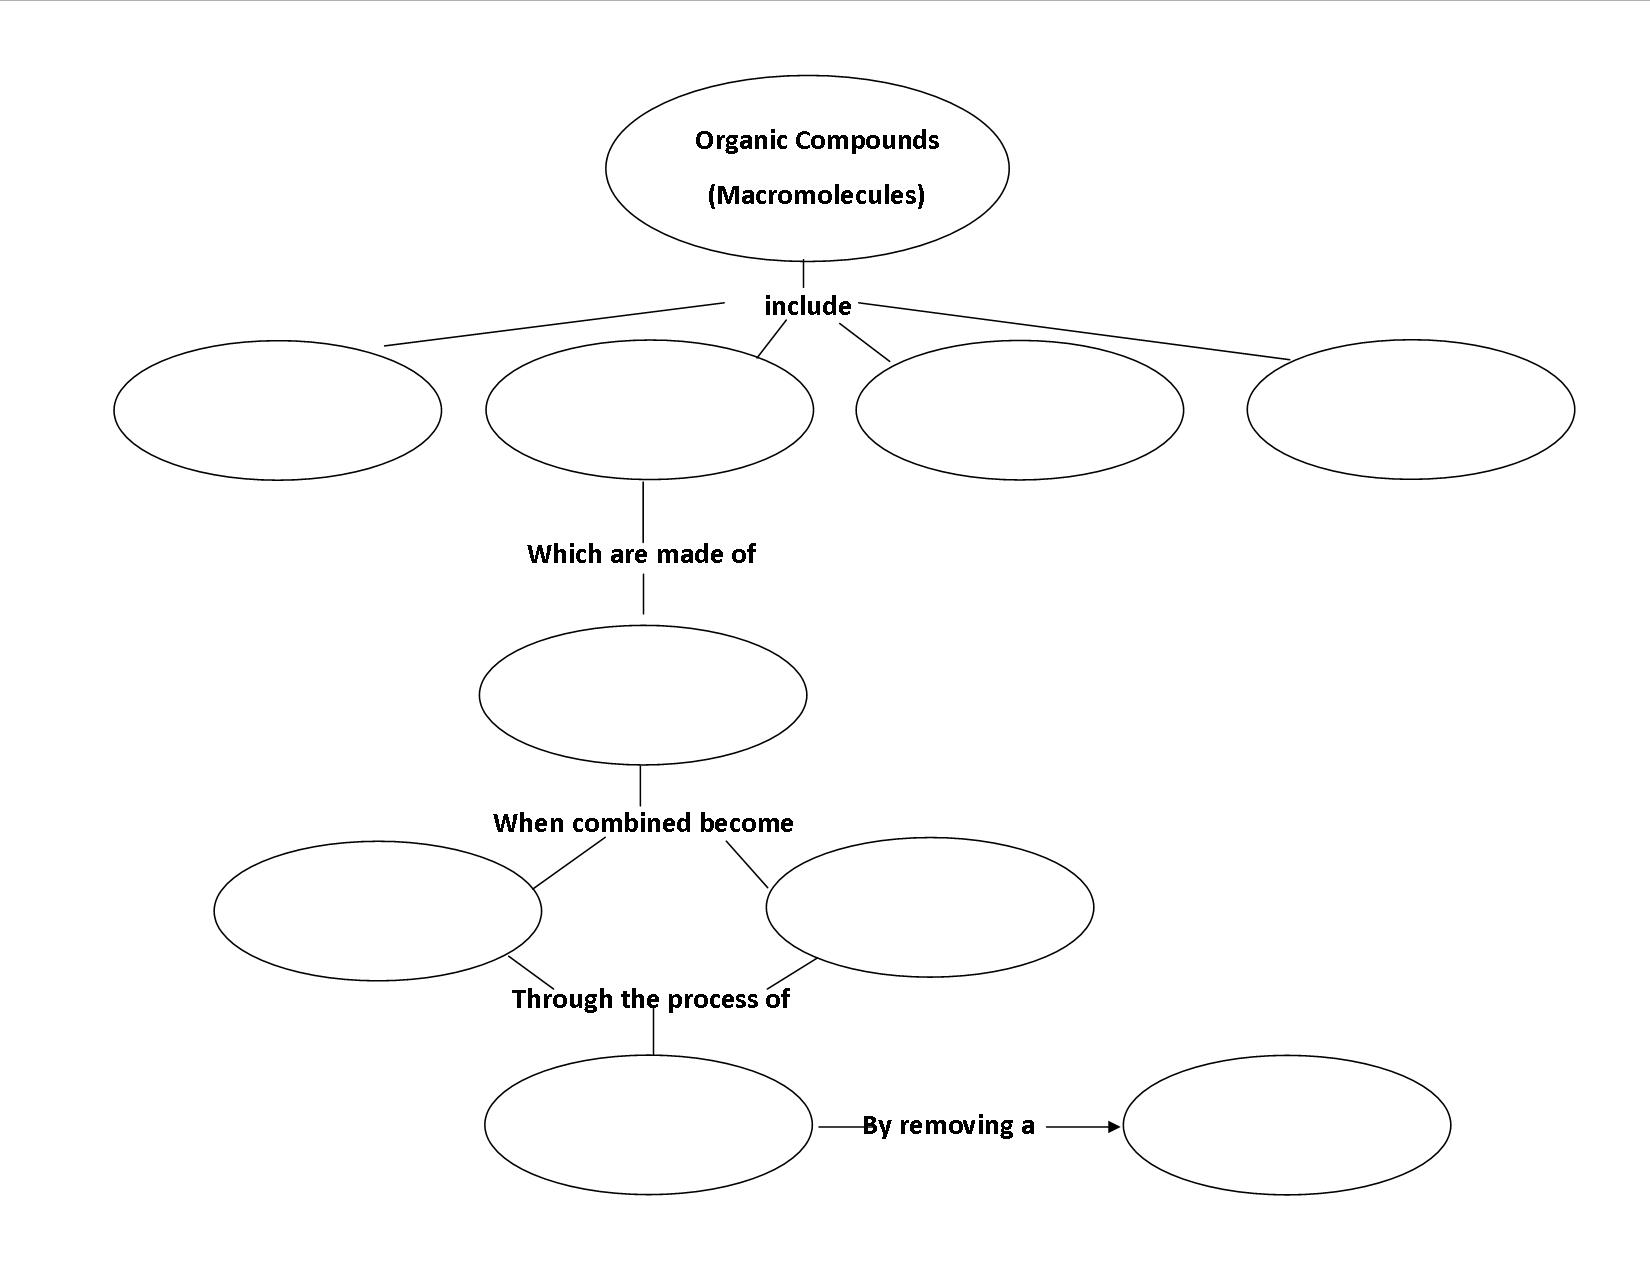 Organic Compounds
(Macromolecules)
include
Which are made of
When combined become
Through the process of
By removing a